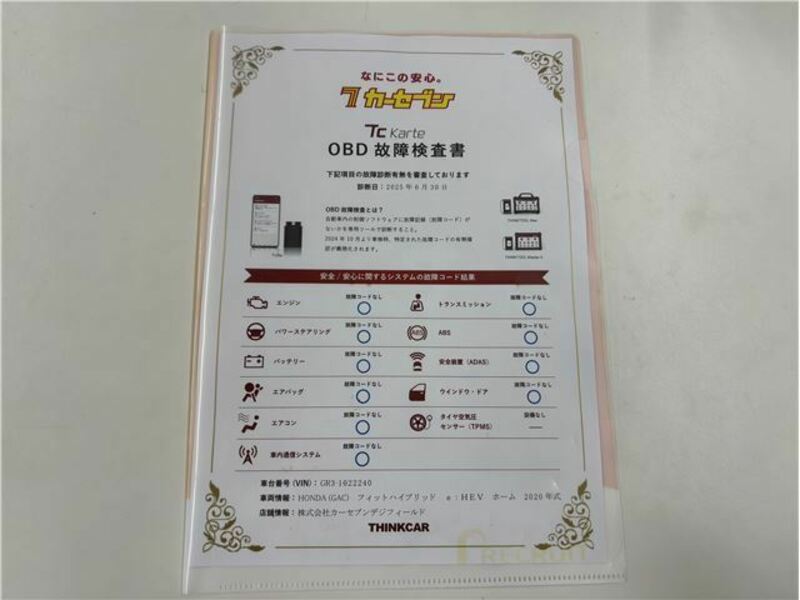 なにこの安心。
7 カーセブン
Tc Karte
OBD 故障検査書
下記項目の故障診断有無を審査しております
診断日：2025年6月30日
OBD 故障検査とは？
自動車内の制御ソフトウェアに故障記録（故障コード）が
ないかを専用ツールで診断すること。
2024年10月より車検時、特定された故障コードの有無確
認が義務化されます。
安全 / 安心に関するシステムの故障コード結果
エンジン 故障コードなし
トランスミッション 故障コードなし
パワーステアリング 故障コードなし
ABS ABS 故障コードなし
バッテリー 故障コードなし
安全装置（ADAS） 故障コードなし
エアバッグ 故障コードなし
ウインドウ・ドア 故障コードなし
エアコン 故障コードなし
タイヤ空気圧
センサー（TPMS） 装備なし
車内通信システム 故障コードなし
車台番号（VIN）：GR3-1022240
車両情報：HONDA(GAC) フィットハイブリッド e：HEV ホーム 2020年式
店舗情報：株式会社カーセブンデジフィールド
THINKCAR
RECRUIT